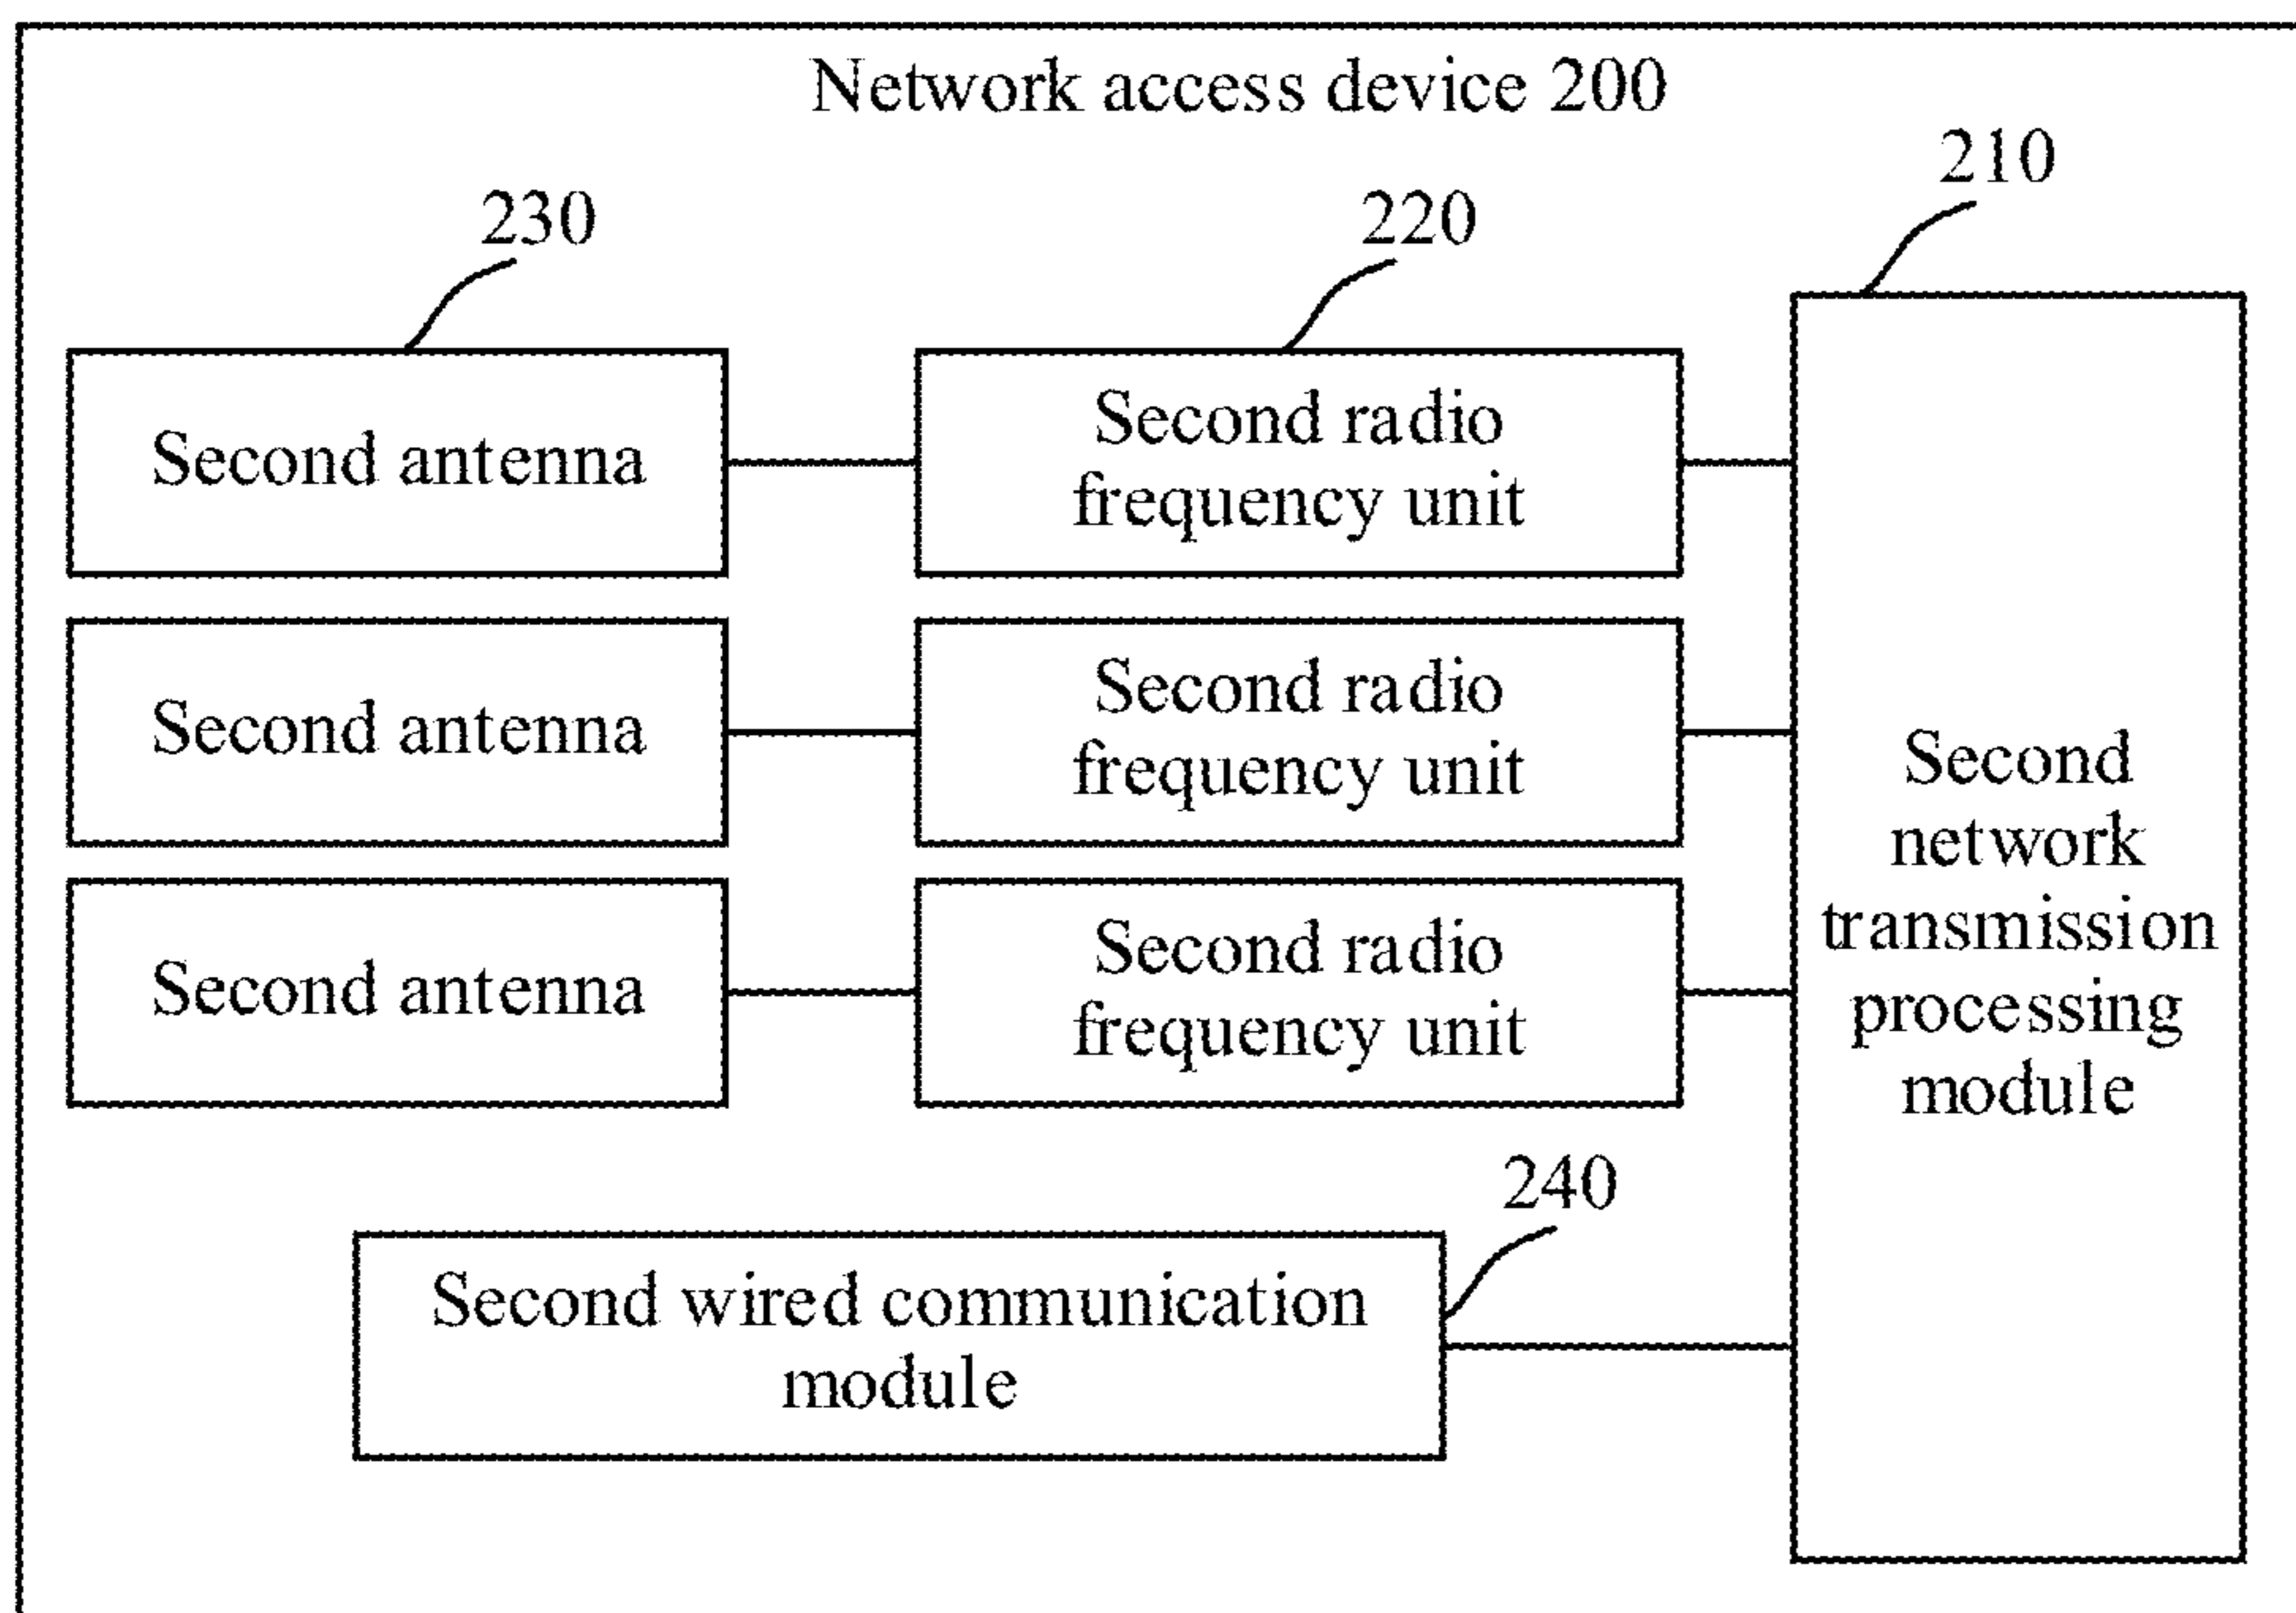 Network access device 200
210
230
220
Second antenna
Second radio
frequency unit
Second antenna
Second radio
frequency unit
Second antenna
Second radio
frequency unit
Second
network
transmission
processing
module
240
Second wired communication
module